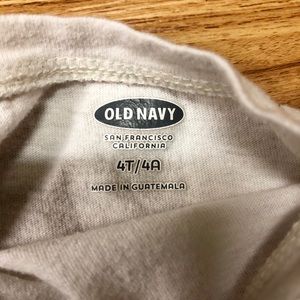 OLD NAVY
SAN FRANCISCO
CALIFORNIA
4T/4A
MADE IN GUATEMALA